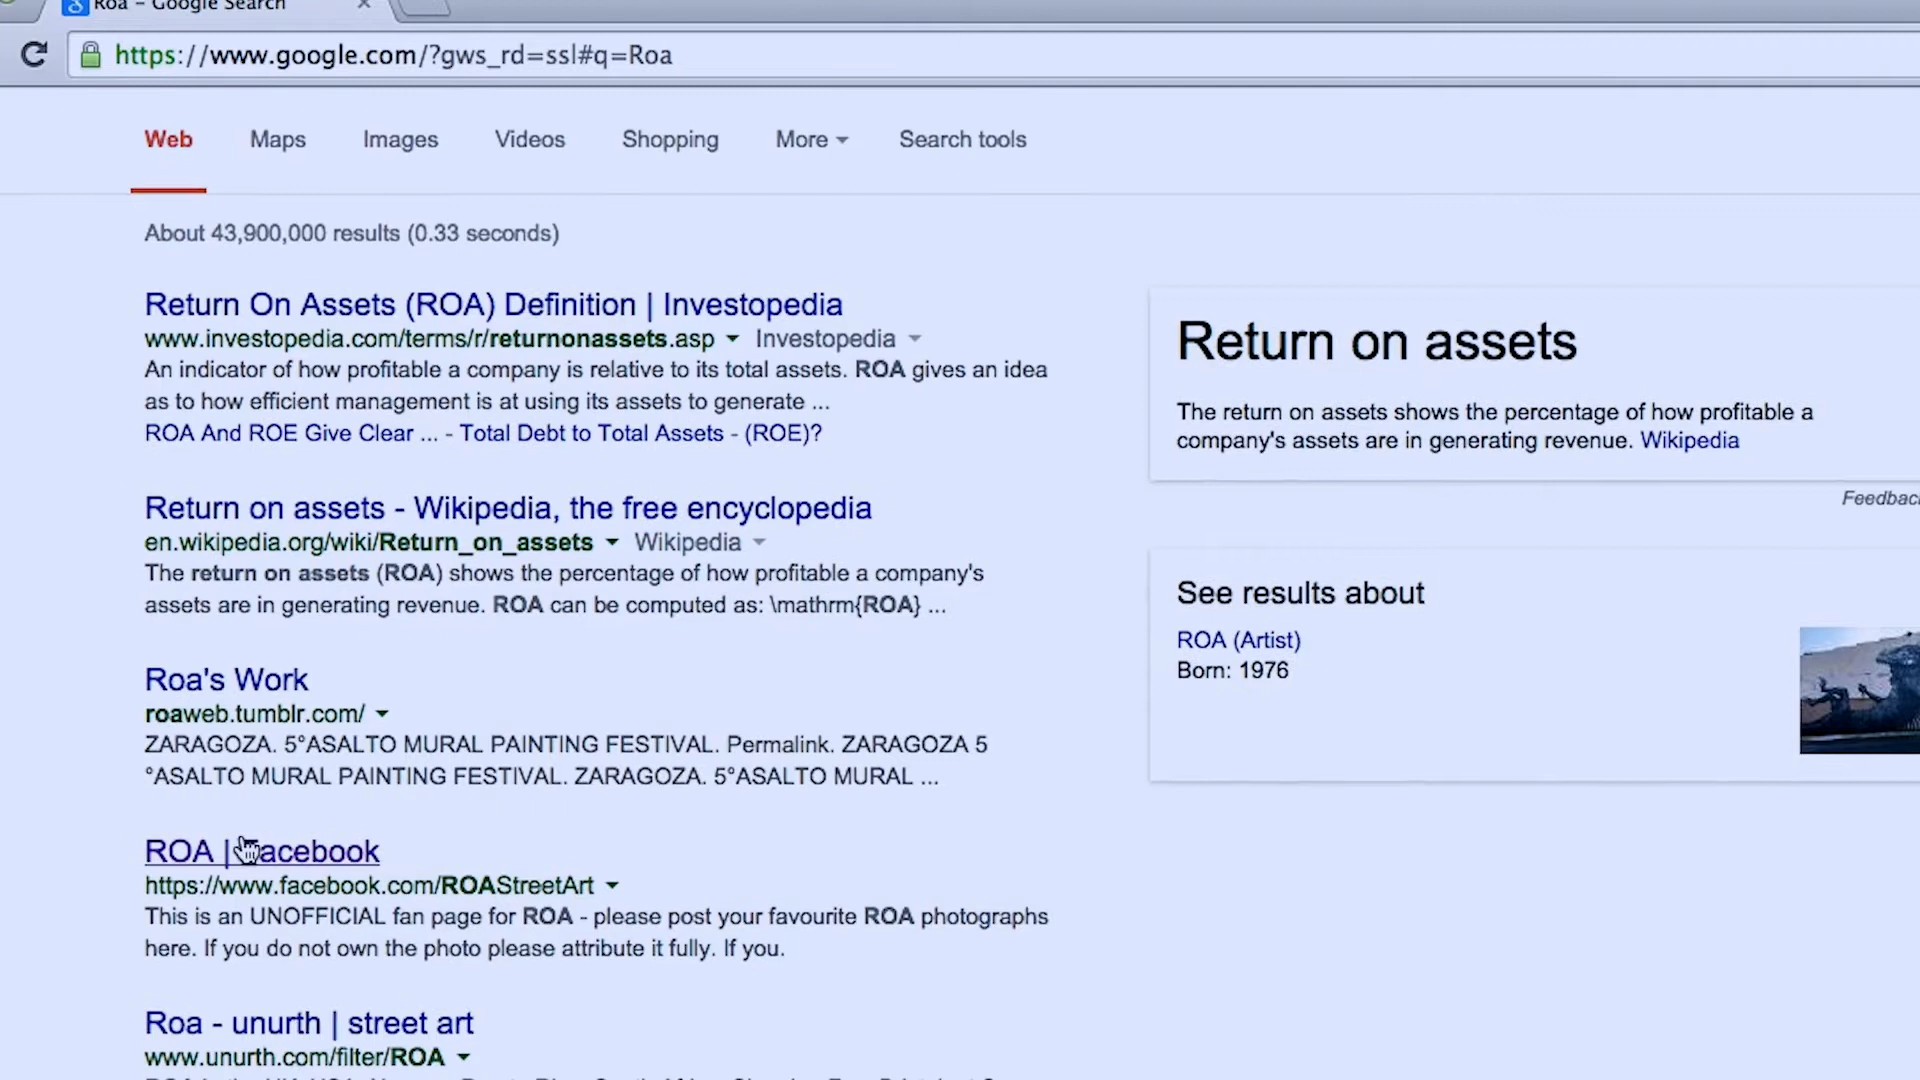 Roa - Google Search
https://www.google.com/?gws_rd=ssl#q=Roa
Web Maps Images Videos Shopping More Search tools
About 43,900,000 results (0.33 seconds)
Return On Assets (ROA) Definition | Investopedia
www.investopedia.com/terms/r/returnonassets.asp Investopedia
An indicator of how profitable a company is relative to its total assets. ROA gives an idea
as to how efficient management is at using its assets to generate ...
ROA And ROE Give Clear ... - Total Debt to Total Assets - (ROE)?
Return on assets - Wikipedia, the free encyclopedia
en.wikipedia.org/wiki/Return_on_assets Wikipedia
The return on assets (ROA) shows the percentage of how profitable a company's
assets are in generating revenue. ROA can be computed as: \mathrm{ROA} ...
Roa's Work
roaweb.tumblr.com/
ZARAGOZA. 5°ASALTO MURAL PAINTING FESTIVAL. Permalink. ZARAGOZA 5
°ASALTO MURAL PAINTING FESTIVAL. ZARAGOZA. 5°ASALTO MURAL ...
ROA | Facebook
https://www.facebook.com/ROAStreetArt
This is an UNOFFICIAL fan page for ROA - please post your favourite ROA photographs
here. If you do not own the photo please attribute it fully. If you.
Roa - unurth | street art
www.unurth.com/filter/ROA
Return on assets
The return on assets shows the percentage of how profitable a
company's assets are in generating revenue. Wikipedia
Feedbac
See results about
ROA (Artist)
Born: 1976